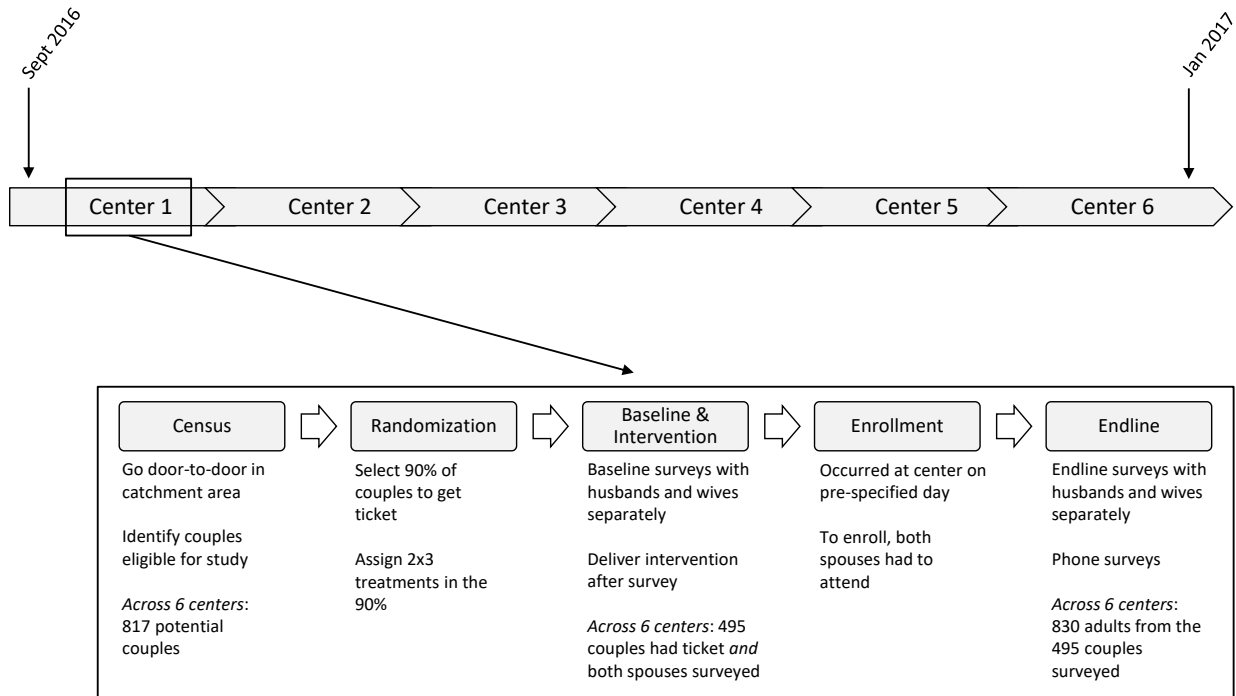 Sept 2016
Jan 2017
Center 1
Center 2
Center 3
Center 4
Center 5
Center 6
Census
Go door-to-door in
catchment area
Identify couples
eligible for study
Across 6 centers:
817 potential
couples
Randomization
Select 90% of
couples to get
ticket
Assign 2x3
treatments in the
90%
Baseline &
Intervention
Baseline surveys with
husbands and wives
separately
Deliver intervention
after survey
Across 6 centers: 495
couples had ticket and
both spouses surveyed
Enrollment
Occurred at center on
pre-specified day
To enroll, both
spouses had to
attend
Endline
Endline surveys with
husbands and wives
separately
Phone surveys
Across 6 centers:
830 adults from the
495 couples
surveyed